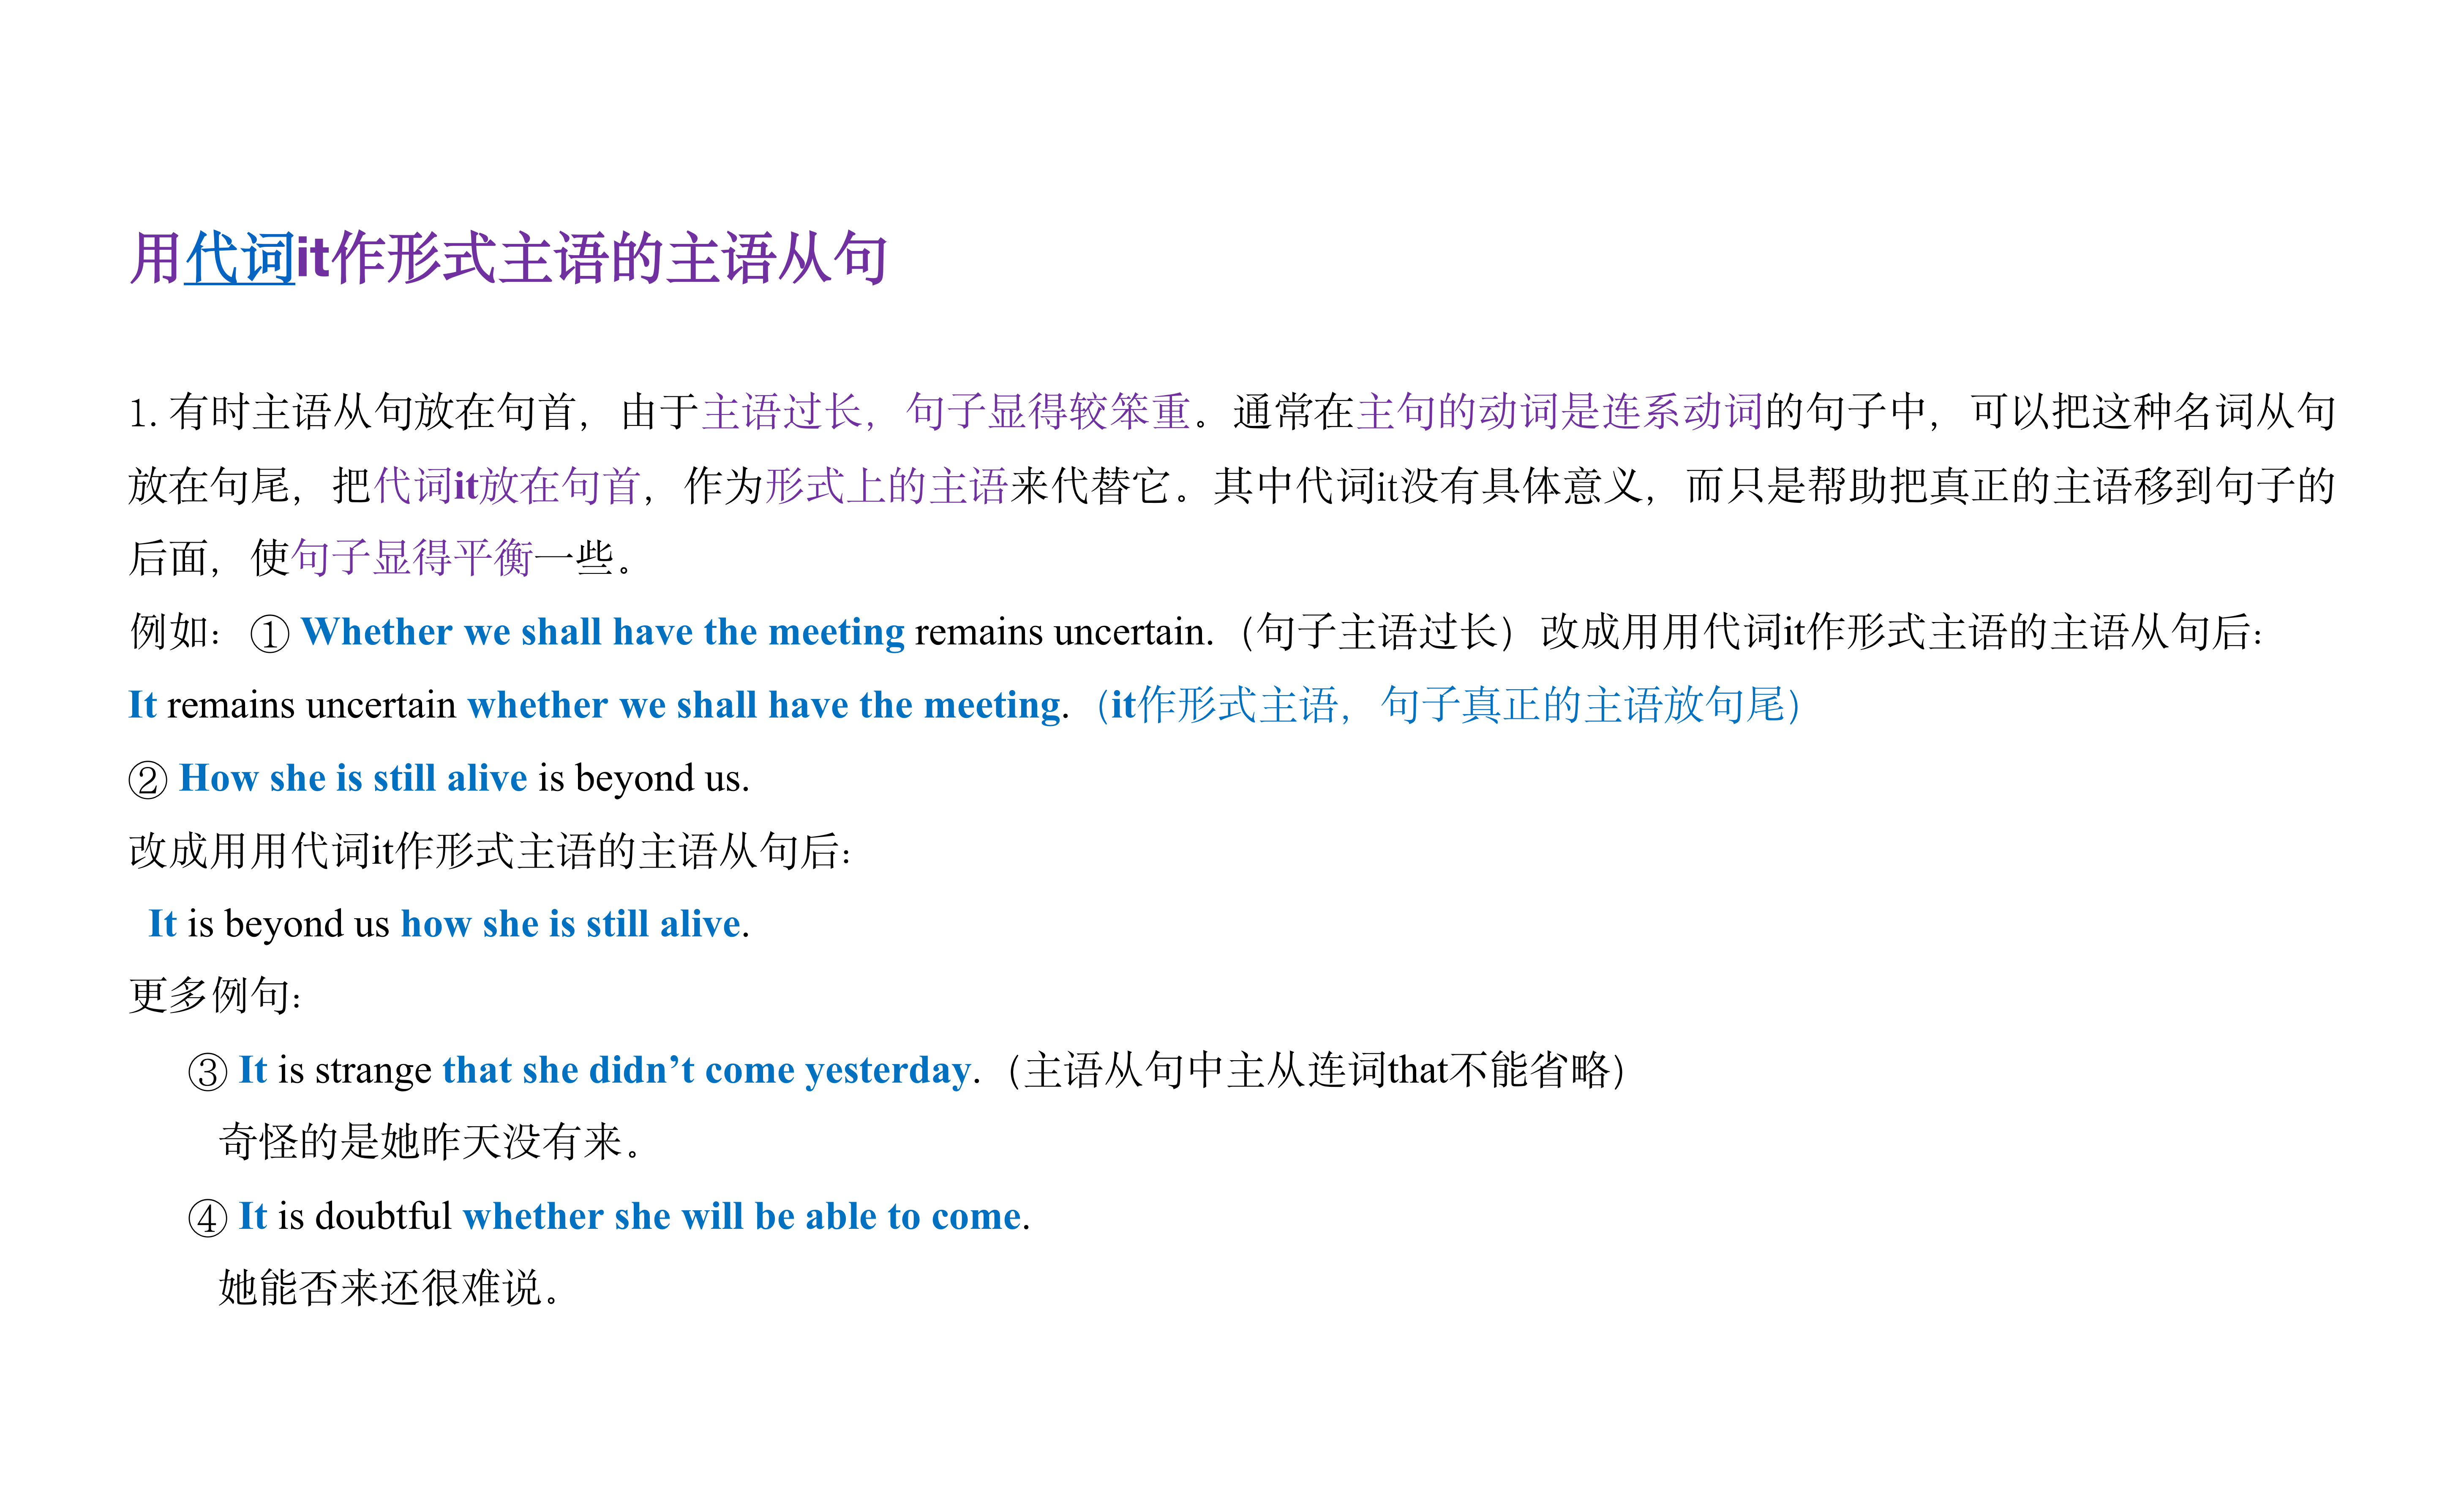 用代词it作形式主语的主语从句
1. 有时主语从句放在句首，由于主语过长，句子显得较笨重。通常在主句的动词是连系动词的句子中，可以把这种名词从句
放在句尾，把代词it放在句首，作为形式上的主语来代替它。其中代词it没有具体意义，而只是帮助把真正的主语移到句子的
后面，使句子显得平衡一些。
例如：① Whether we shall have the meeting remains uncertain.（句子主语过长）改成用用代词it作形式主语的主语从句后：
It remains uncertain whether we shall have the meeting.（it作形式主语，句子真正的主语放句尾）
② How she is still alive is beyond us.
改成用用代词it作形式主语的主语从句后：
It is beyond us how she is still alive.
更多例句：
③ It is strange that she didn’t come yesterday.（主语从句中主从连词that不能省略）
奇怪的是她昨天没有来。
④ It is doubtful whether she will be able to come.
她能否来还很难说。